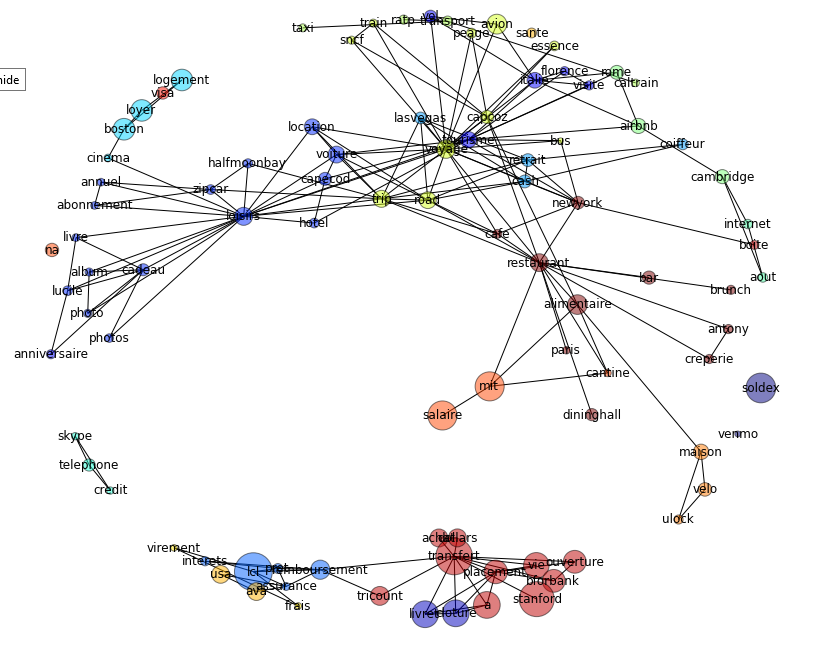 vol
taxi
train
ratp
transport
avion
peage
sante
sncf
essence
florence
rome
italie
visite
caltrain
nide
logement
visa
loyer
boston
lasvegas
capcoz
location
airbnb
tourisme
voyage
bus
coiffeur
cinema
voiture
halfmoonbay
retrait
capecod
cash
cambridge
annuel
zipcar
abonnement
trip
road
newyork
loisirs
hotel
internet
livre
cafe
boite
na
restaurant
album
cadeau
bar
aout
lucile
brunch
alimentaire
photo
antony
photos
anniversaire
paris
creperie
cantine
mit
soldex
salaire
dininghall
skype
venmo
maison
telephone
credit
velo
ulock
achat
dollars
virement
transfert
interets
lcl
pret
remboursement
vie
ouverture
usa
placement
bforbank
assurance
ava
tricount
stanford
frais
livret
cloture
a